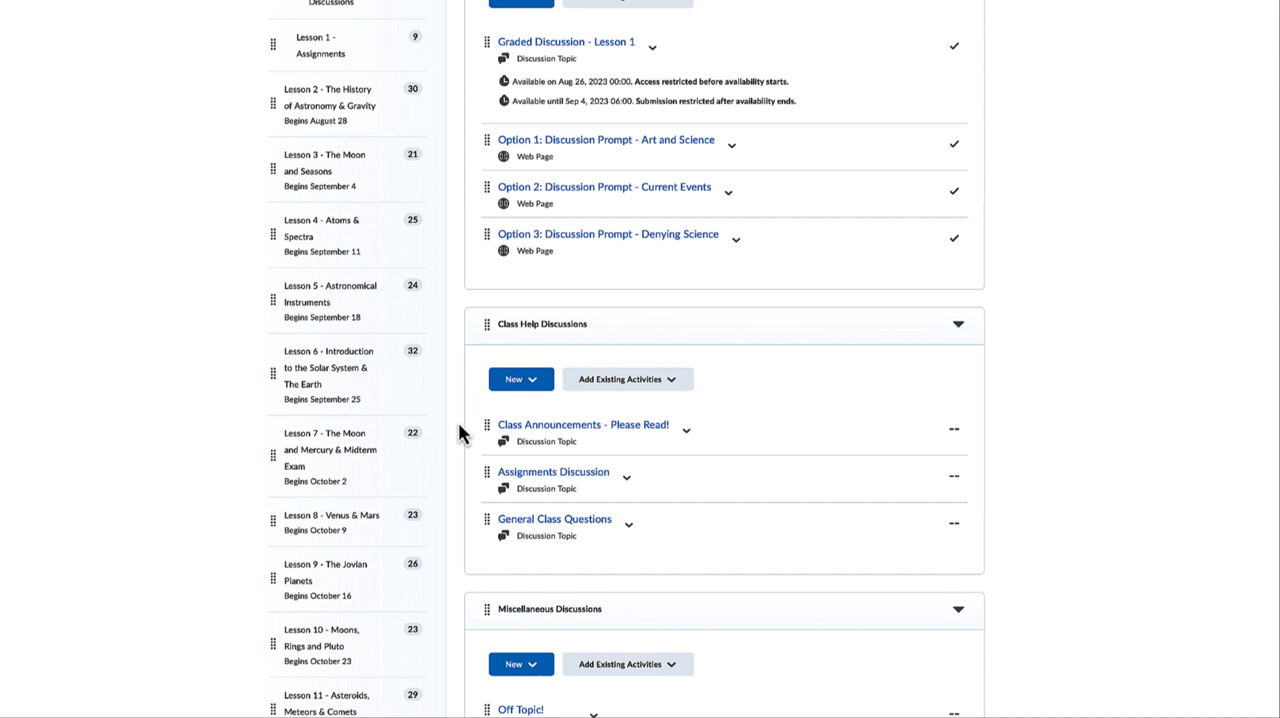 Discussions
Lesson 1 -
Assignments
9
Lesson 2 - The History
of Astronomy & Gravity
Begins August 28
30
Lesson 3 - The Moon
and Seasons
Begins September 4
21
Lesson 4 - Atoms &
Spectra
Begins September 11
25
Lesson 5 - Astronomical
Instruments
Begins September 18
24
Lesson 6 - Introduction
to the Solar System &
The Earth
Begins September 25
32
Lesson 7 - The Moon
and Mercury & Midterm
Exam
Begins October 2
22
Lesson 8 - Venus & Mars
Begins October 9
23
Lesson 9 - The Jovian
Planets
Begins October 16
26
Lesson 10 - Moons,
Rings and Pluto
Begins October 23
23
Lesson 11 - Asteroids,
Meteors & Comets
29
Graded Discussion - Lesson 1
Discussion Topic
Available on Aug 26, 2023 00:00. Access restricted before availability starts.
Available until Sep 4, 2023 06:00. Submission restricted after availability ends.
Option 1: Discussion Prompt - Art and Science
Web Page
Option 2: Discussion Prompt - Current Events
Web Page
Option 3: Discussion Prompt - Denying Science
Web Page
Class Help Discussions
New
Add Existing Activities
Class Announcements - Please Read!
--
Discussion Topic
Assignments Discussion
--
Discussion Topic
General Class Questions
--
Discussion Topic
Miscellaneous Discussions
New
Add Existing Activities
Off Topic!
--